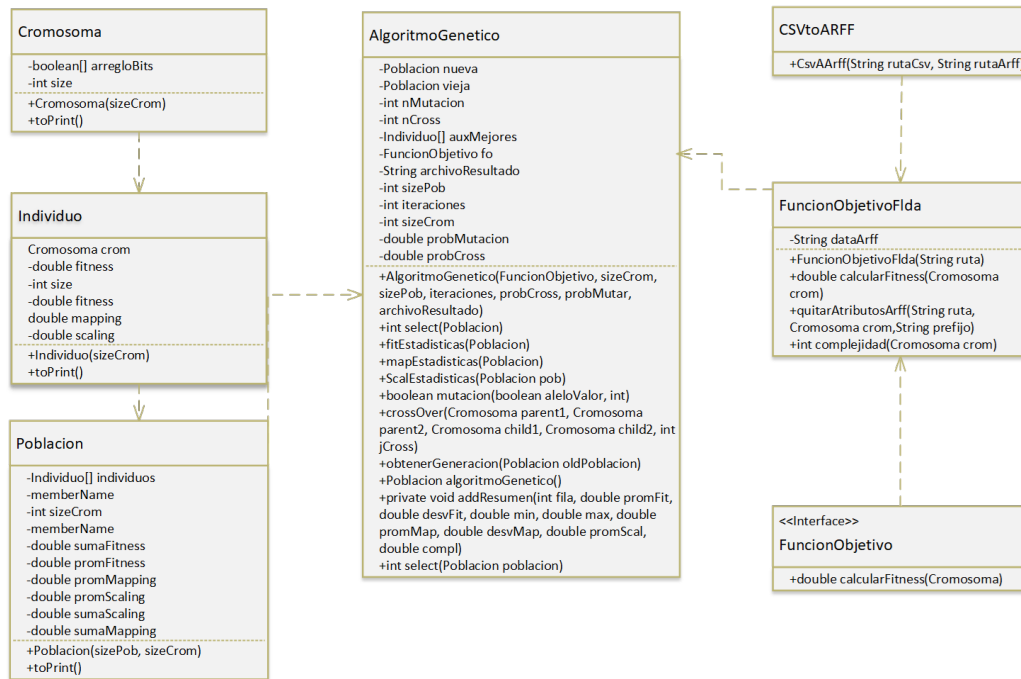 Cromosoma
-boolean[] arregloBits
-int size
+Cromosoma(sizeCrom)
+toPrint()
Individuo
Cromosoma crom
-double fitness
-int size
-double fitness
double mapping
-double scaling
+Individuo(sizeCrom)
+toPrint()
Poblacion
-Individuo[] individuos
-memberName
-int sizeCrom
-memberName
-double sumaFitness
-double promFitness
-double promMapping
-double promScaling
-double sumaScaling
-double sumaMapping
+Poblacion(sizePob, sizeCrom)
+toPrint()
AlgoritmoGenetico
-Poblacion nueva
-Poblacion vieja
-int nMutacion
-int nCross
-Individuo[] auxMejores
-FuncionObjetivo fo
-String archivoResultado
-int sizePob
-int iteraciones
-int sizeCrom
-double probMutacion
-double probCross
+AlgoritmoGenetico(FuncionObjetivo, sizeCrom,
sizePob, iteraciones, probCross, probMutar,
archivoResultado)
+int select(Poblacion)
+fitEstadisticas(Poblacion)
+mapEstadisticas(Poblacion)
+ScalEstadisticas(Poblacion pob)
+boolean mutacion(boolean aleloValor, int)
+crossOver(Cromosoma parent1, Cromosoma
parent2, Cromosoma child1, Cromosoma child2, int
jCross)
+obtenerGeneracion(Poblacion oldPoblacion)
+Poblacion algoritmoGenetico()
+private void addResumen(int fila, double promFit,
double desvFit, double min, double max, double
promMap, double desvMap, double promScal,
double compl)
+int select(Poblacion poblacion)
CSVtoARFF
+CsvAArff(String rutaCsv, String rutaArff)
FuncionObjetivoFlda
-String dataArff
+FuncionObjetivoFlda(String ruta)
+double calcularFitness(Cromosoma
crom)
+quitarAtributosArff(String ruta,
Cromosoma crom,String prefijo)
+int complejidad(Cromosoma crom)
<<Interface>>
FuncionObjetivo
+double calcularFitness(Cromosoma)